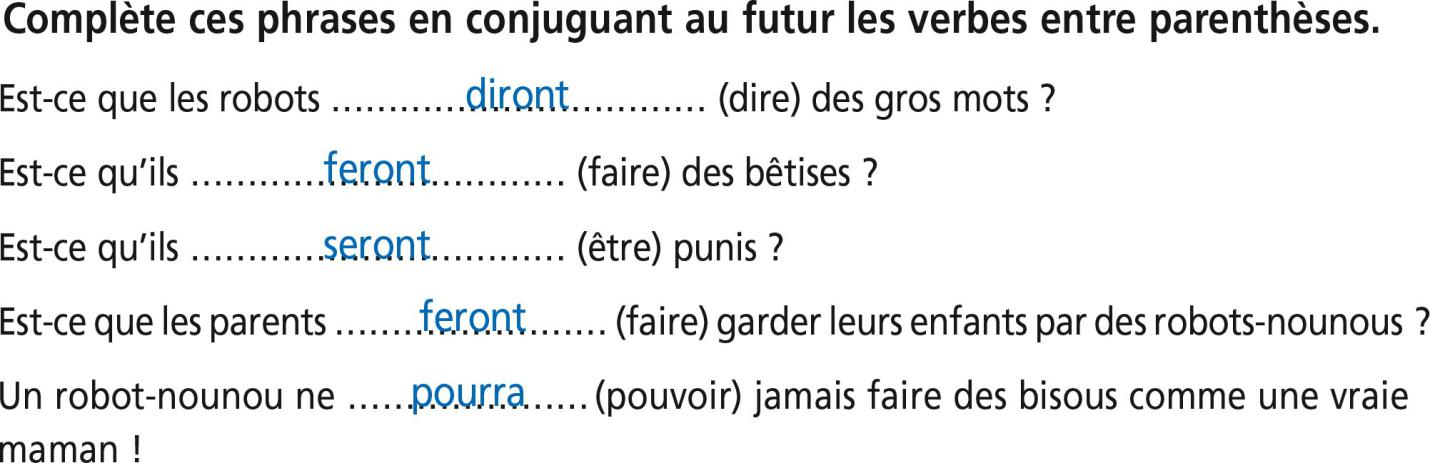 Complète ces phrases en conjuguant au futur les verbes entre parenthèses.
Est-ce que les robots ............diront................................ (dire) des gros mots ?
Est-ce qu’ils ............feront................................ (faire) des bêtises ?
Est-ce qu’ils ............seront................................ (être) punis ?
Est-ce que les parents ........feront................ (faire) garder leurs enfants par des robots-nounous ?
Un robot-nounou ne ......pourra................ (pouvoir) jamais faire des bisous comme une vraie
maman !